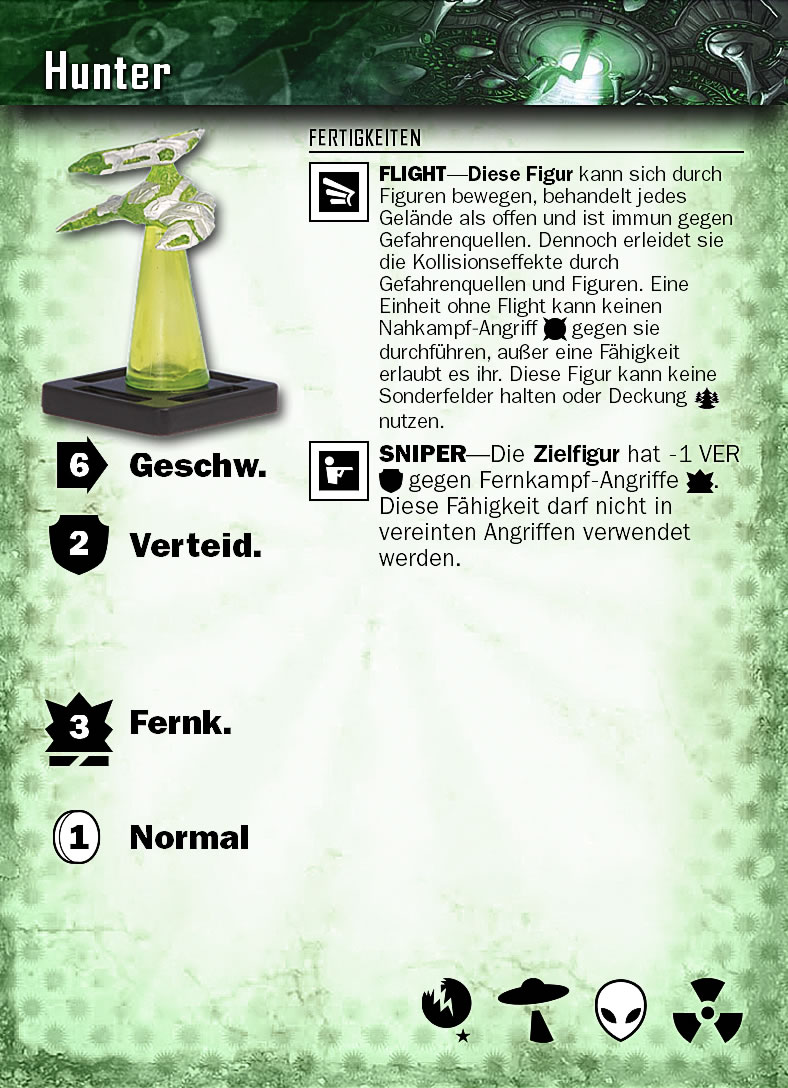 Hunter
FERTIGKEITEN
FLIGHT—Diese Figur kann sich durch
Figuren bewegen, behandelt jedes
Gelände als offen und ist immun gegen
Gefahrenquellen. Dennoch erleidet sie
die Kollisionseffekte durch
Gefahrenquellen und Figuren. Eine
Einheit ohne Flight kann keinen
Nahkampf-Angriff gegen sie
durchführen, außer eine Fähigkeit
erlaubt es ihr. Diese Figur kann keine
Sonderfelder halten oder Deckung
nutzen.
SNIPER—Die Zielfigur hat -1 VER
gegen Fernkampf-Angriffe .
Diese Fähigkeit darf nicht in
vereinten Angriffen verwendet
werden.
6 Geschw.
2 Verteid.
3 Fernk.
1 Normal